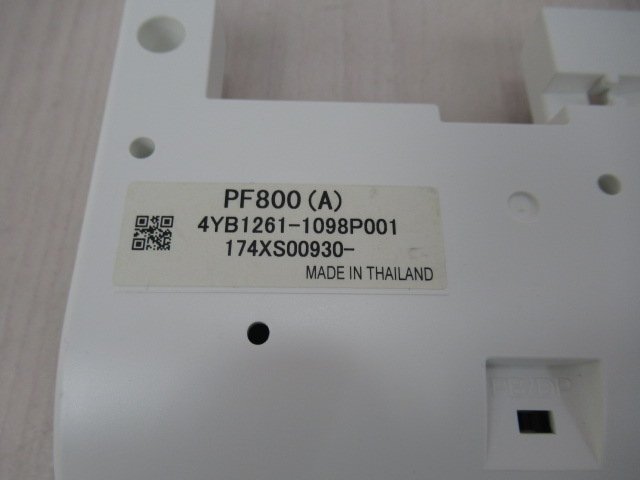 PF800(A)
4YB1261-1098P001
174XS00930-
MADE IN THAILAND